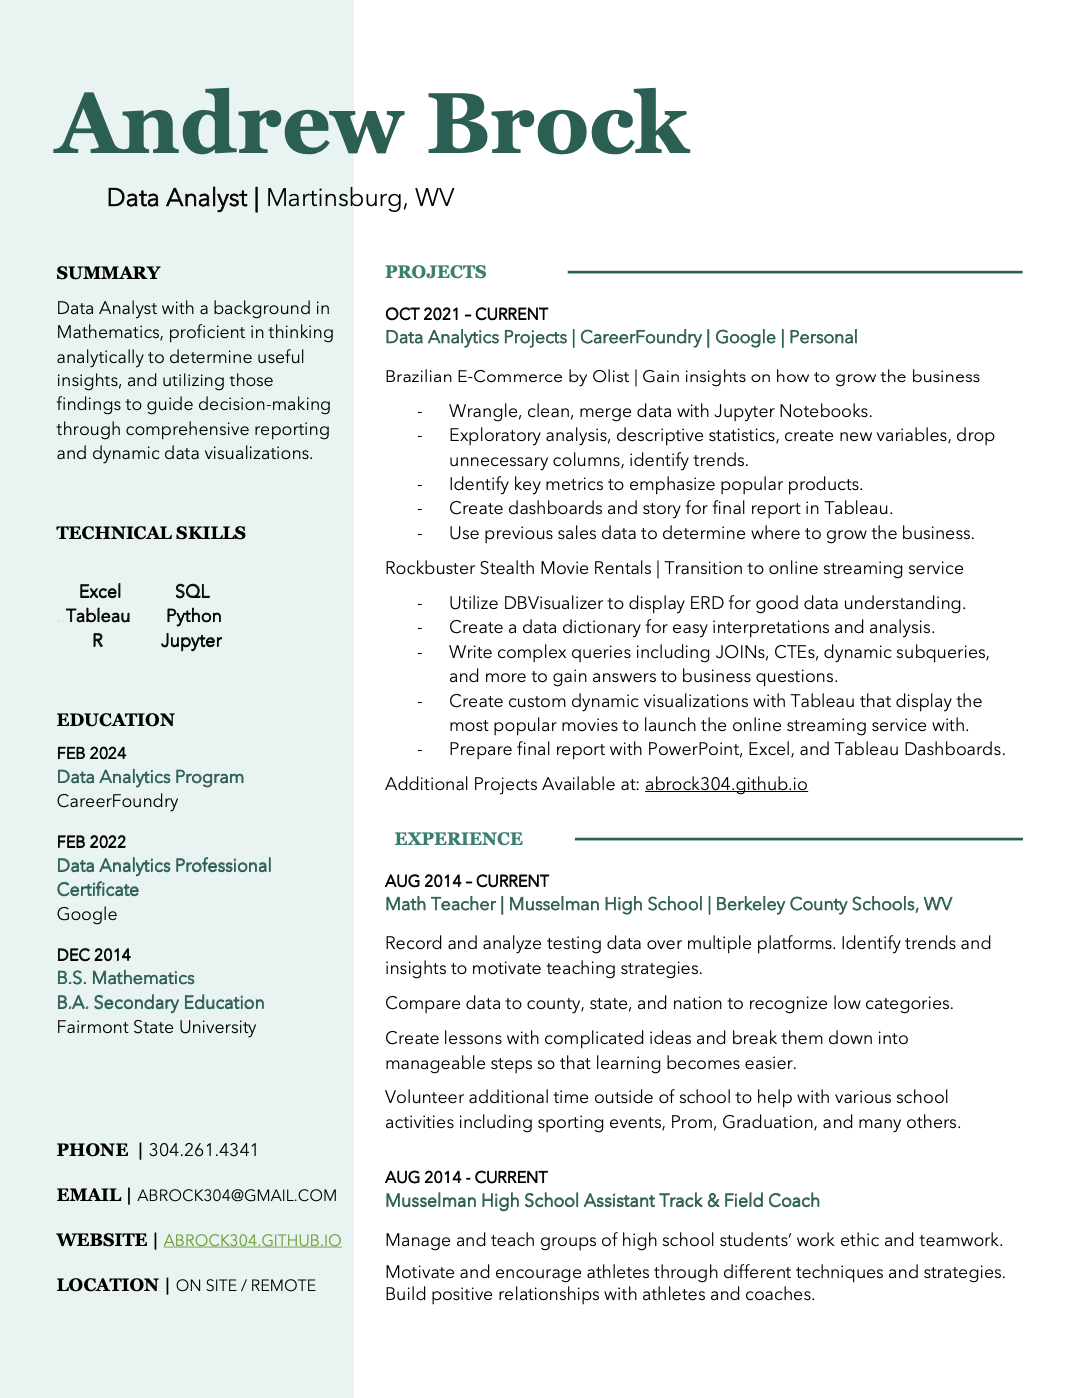 Andrew Brock
Data Analyst | Martinsburg, WV
SUMMARY
Data Analyst with a background in
Mathematics, proficient in thinking
analytically to determine useful
insights, and utilizing those
findings to guide decision-making
through comprehensive reporting
and dynamic data visualizations.
TECHNICAL SKILLS
Excel SQL
..Tableau Python
R Jupyter
EDUCATION
FEB 2024
Data Analytics Program
CareerFoundry
FEB 2022
Data Analytics Professional
Certificate
Google
DEC 2014
B.S. Mathematics
B.A. Secondary Education
Fairmont State University
PHONE | 304.261.4341
EMAIL | ABROCK304@GMAIL.COM
WEBSITE | ABROCK304.GITHUB.IO
LOCATION | ON SITE / REMOTE
PROJECTS
OCT 2021 – CURRENT
Data Analytics Projects | CareerFoundry | Google | Personal
Brazilian E-Commerce by Olist | Gain insights on how to grow the business
- Wrangle, clean, merge data with Jupyter Notebooks.
- Exploratory analysis, descriptive statistics, create new variables, drop
unnecessary columns, identify trends.
- Identify key metrics to emphasize popular products.
- Create dashboards and story for final report in Tableau.
- Use previous sales data to determine where to grow the business.
Rockbuster Stealth Movie Rentals | Transition to online streaming service
- Utilize DBVisualizer to display ERD for good data understanding.
- Create a data dictionary for easy interpretations and analysis.
- Write complex queries including JOINs, CTEs, dynamic subqueries,
and more to gain answers to business questions.
- Create custom dynamic visualizations with Tableau that display the
most popular movies to launch the online streaming service with.
- Prepare final report with PowerPoint, Excel, and Tableau Dashboards.
Additional Projects Available at: abrock304.github.io
EXPERIENCE
AUG 2014 – CURRENT
Math Teacher | Musselman High School | Berkeley County Schools, WV
Record and analyze testing data over multiple platforms. Identify trends and
insights to motivate teaching strategies.
Compare data to county, state, and nation to recognize low categories.
Create lessons with complicated ideas and break them down into
manageable steps so that learning becomes easier.
Volunteer additional time outside of school to help with various school
activities including sporting events, Prom, Graduation, and many others.
AUG 2014 - CURRENT
Musselman High School Assistant Track & Field Coach
Manage and teach groups of high school students’ work ethic and teamwork.
Motivate and encourage athletes through different techniques and strategies.
Build positive relationships with athletes and coaches.